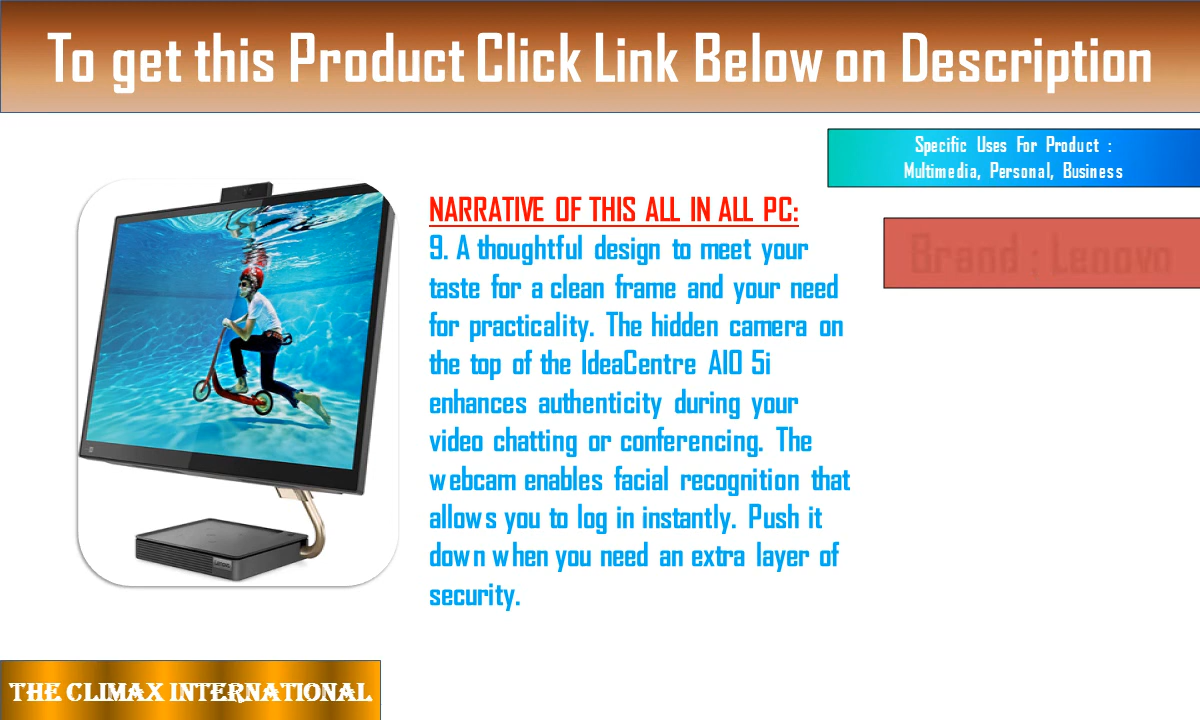 To get this Product Click Link Below on Description
Specific Uses For Product :
Multimedia, Personal, Business
Brand : Lenovo
NARRATIVE OF THIS ALL IN ALL PC:
9. A thoughtful design to meet your
taste for a clean frame and your need
for practicality. The hidden camera on
the top of the IdeaCentre AIO 5i
enhances authenticity during your
video chatting or conferencing. The
webcam enables facial recognition that
allows you to log in instantly. Push it
down when you need an extra layer of
security.
Lenovo
THE CLIMAX INTERNATIONAL